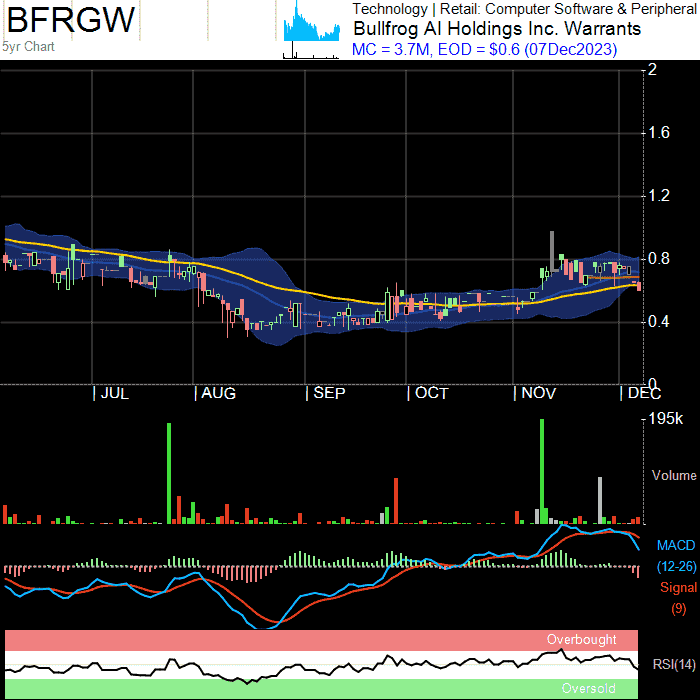 BFRGW
5yr Chart
Technology | Retail: Computer Software & Peripheral
Bullfrog AI Holdings Inc. Warrants
MC = 3.7M, EOD = $0.6 (07Dec2023)
2
1.6
1.2
0.8
0.4
0
| JUL
| AUG
| SEP
| OCT
| NOV
| DEC
195k
Volume
MACD
(12-26)
Signal
(9)
Overbought
RSI(14)
Oversold